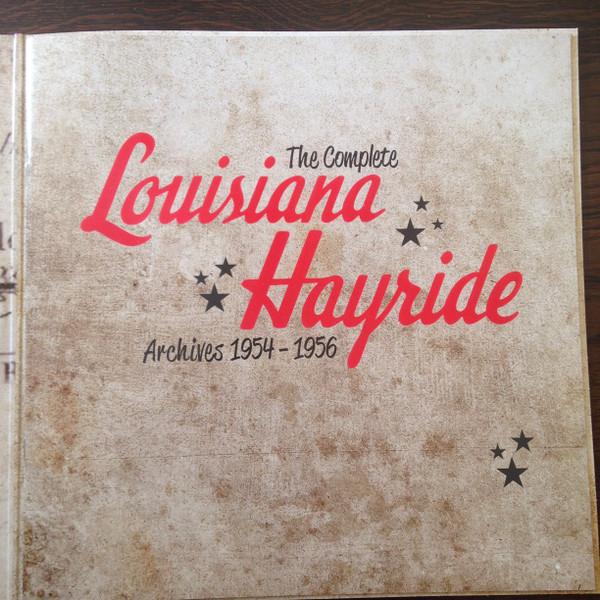 The Complete
Louisiana
Hayride
Archives 1954 - 1956